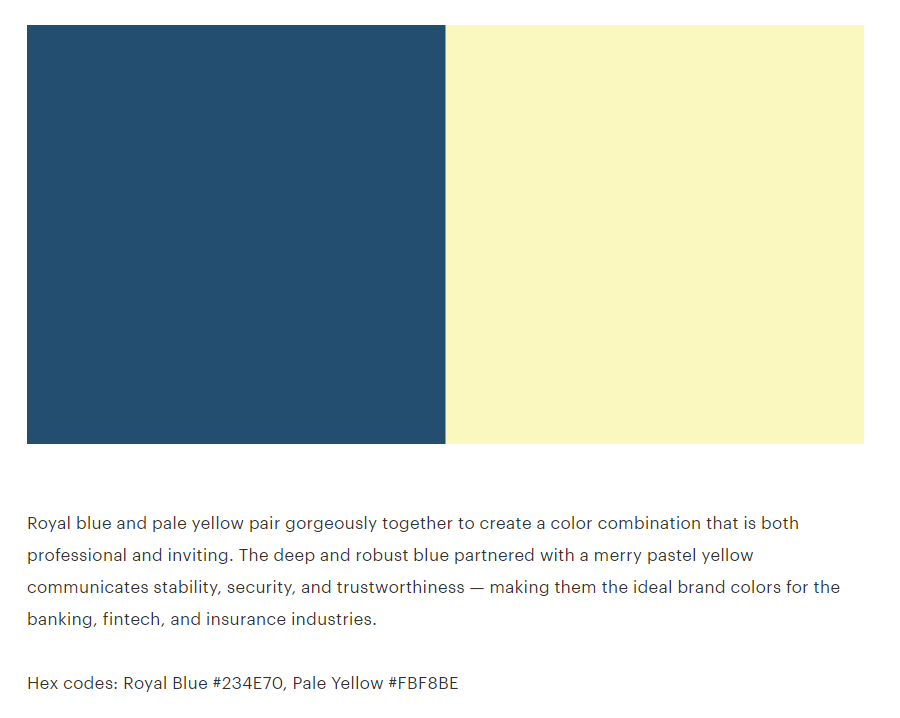 Royal blue and pale yellow pair gorgeously together to create a color combination that is both
professional and inviting. The deep and robust blue partnered with a merry pastel yellow
communicates stability, security, and trustworthiness — making them the ideal brand colors for the
banking, fintech, and insurance industries.
Hex codes: Royal Blue #234E70, Pale Yellow #FBF8BE